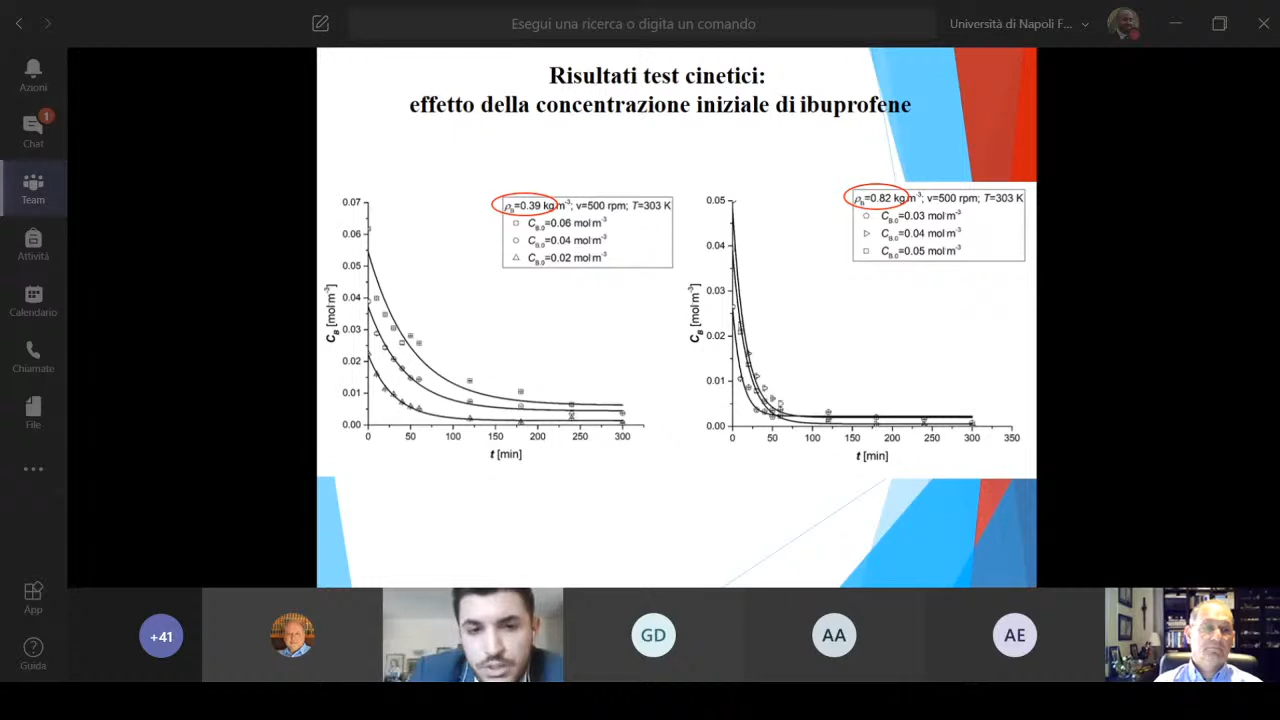 Esegui una ricerca o digita un comando
Università di Napoli F...
Azioni
1
Chat
Team
Attività
Calendario
Chiamate
File
App
Guida
Risultati test cinetici:
effetto della concentrazione iniziale di ibuprofene
ρB=0.39 kg m-3; v=500 rpm; T=303 K
CB,0=0.06 mol m-3
CB,0=0.04 mol m-3
CB,0=0.02 mol m-3
0.07
0.06
0.05
0.04
0.03
0.02
0.01
0.00
CB [mol m-3]
0 50 100 150 200 250 300
t [min]
ρB=0.82 kg m-3; v=500 rpm; T=303 K
CB,0=0.03 mol m-3
CB,0=0.04 mol m-3
CB,0=0.05 mol m-3
0.05
0.04
0.03
0.02
0.01
0.00
CB [mol m-3]
0 50 100 150 200 250 300 350
t [min]
+41
GD
AA
AE